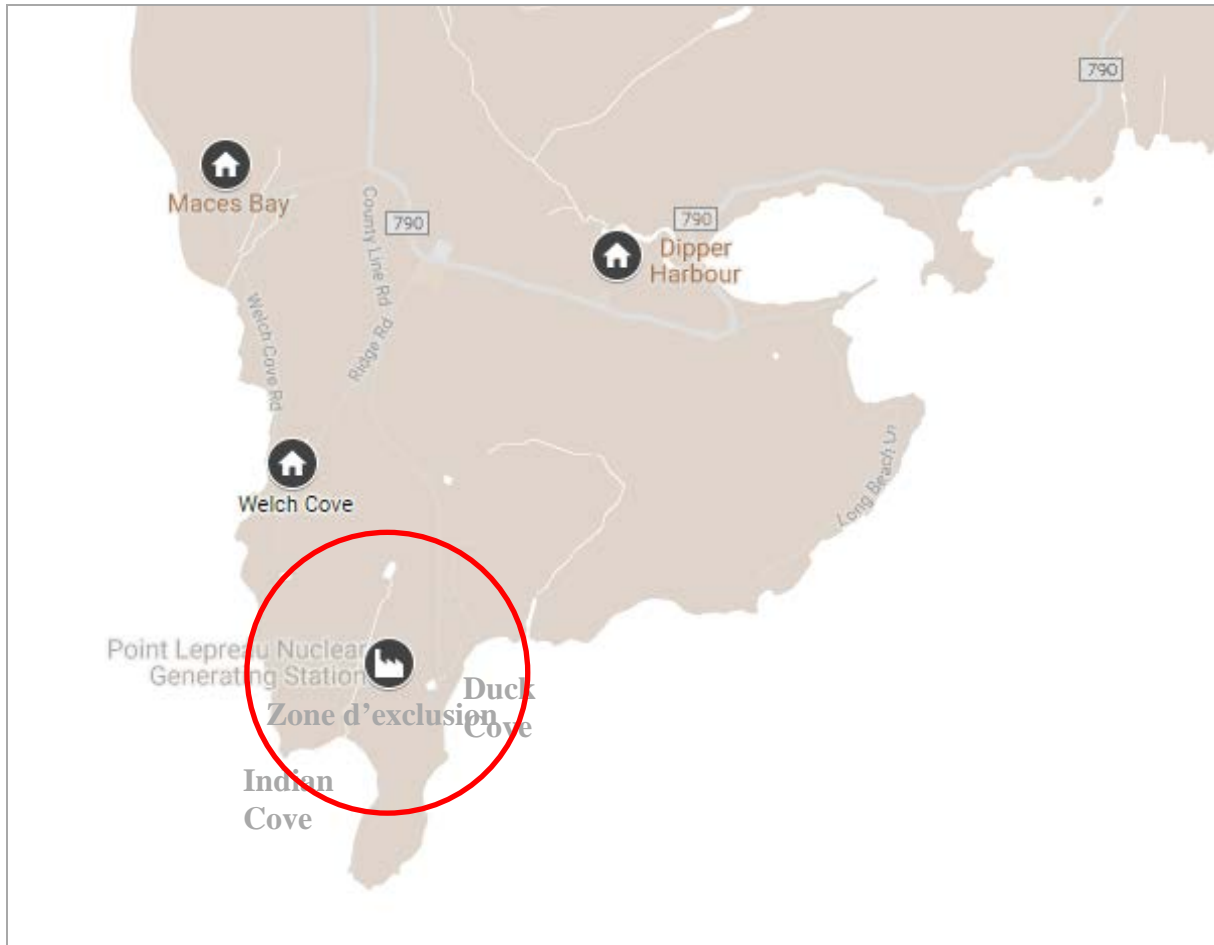 790
Maces Bay
County Line Rd
790
790
Dipper
Harbour
Welch Cove Rd
Ridge Rd
Long Beach Ln
Welch Cove
Point Lepreau Nuclear
Generating Station
Duck
Cove
Zone d’exclusion
Indian
Cove